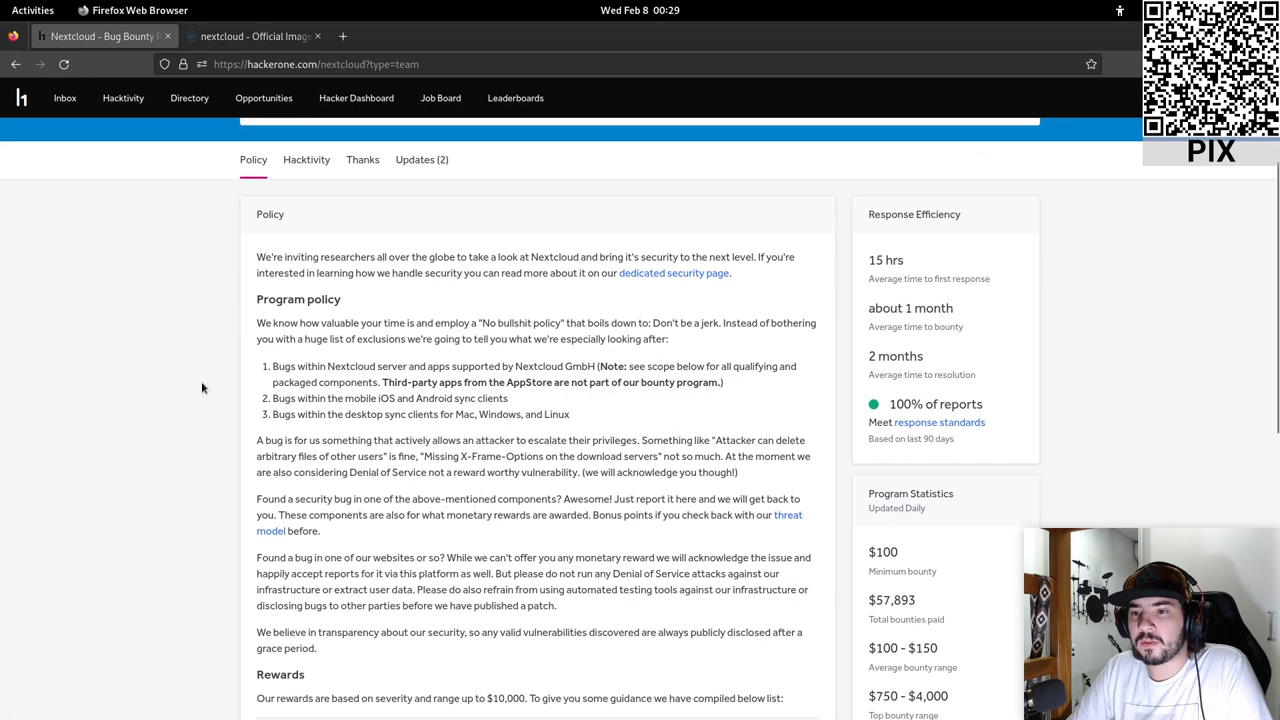 Activities
Firefox Web Browser
Wed Feb 8 00:29
Nextcloud - Bug Bounty P
nextcloud - Official Image
https://hackerone.com/nextcloud?type=team
Inbox
Hacktivity
Directory
Opportunities
Hacker Dashboard
Job Board
Leaderboards
PIX
Policy
Hacktivity
Thanks
Updates (2)
Policy
We're inviting researchers all over the globe to take a look at Nextcloud and bring it's security to the next level. If you're
interested in learning how we handle security you can read more about it on our dedicated security page.
Program policy
We know how valuable your time is and employ a "No bullshit policy" that boils down to: Don't be a jerk. Instead of bothering
you with a huge list of exclusions we're going to tell you what we're especially looking after:
1. Bugs within Nextcloud server and apps supported by Nextcloud GmbH (Note: see scope below for all qualifying and
packaged components. Third-party apps from the AppStore are not part of our bounty program.)
2. Bugs within the mobile iOS and Android sync clients
3. Bugs within the desktop sync clients for Mac, Windows, and Linux
A bug is for us something that actively allows an attacker to escalate their privileges. Something like "Attacker can delete
arbitrary files of other users" is fine, "Missing X-Frame-Options on the download servers" not so much. At the moment we
are also considering Denial of Service not a reward worthy vulnerability. (we will acknowledge you though!)
Found a security bug in one of the above-mentioned components? Awesome! Just report it here and we will get back to
you. These components are also for what monetary rewards are awarded. Bonus points if you check back with our threat
model before.
Found a bug in one of our websites or so? While we can't offer you any monetary reward we will acknowledge the issue and
happily accept reports for it via this platform as well. But please do not run any Denial of Service attacks against our
infrastructure or extract user data. Please do also refrain from using automated testing tools against our infrastructure or
disclosing bugs to other parties before we have published a patch.
We believe in transparency about our security, so any valid vulnerabilities discovered are always publicly disclosed after a
grace period.
Rewards
Our rewards are based on severity and range up to $10,000. To give you some guidance we have compiled below list:
Response Efficiency
15 hrs
Average time to first response
about 1 month
Average time to bounty
2 months
Average time to resolution
100% of reports
Meet response standards
Based on last 90 days
Program Statistics
Updated Daily
$100
Minimum bounty
$57,893
Total bounties paid
$100 - $150
Average bounty range
$750 - $4,000
Top bounty range